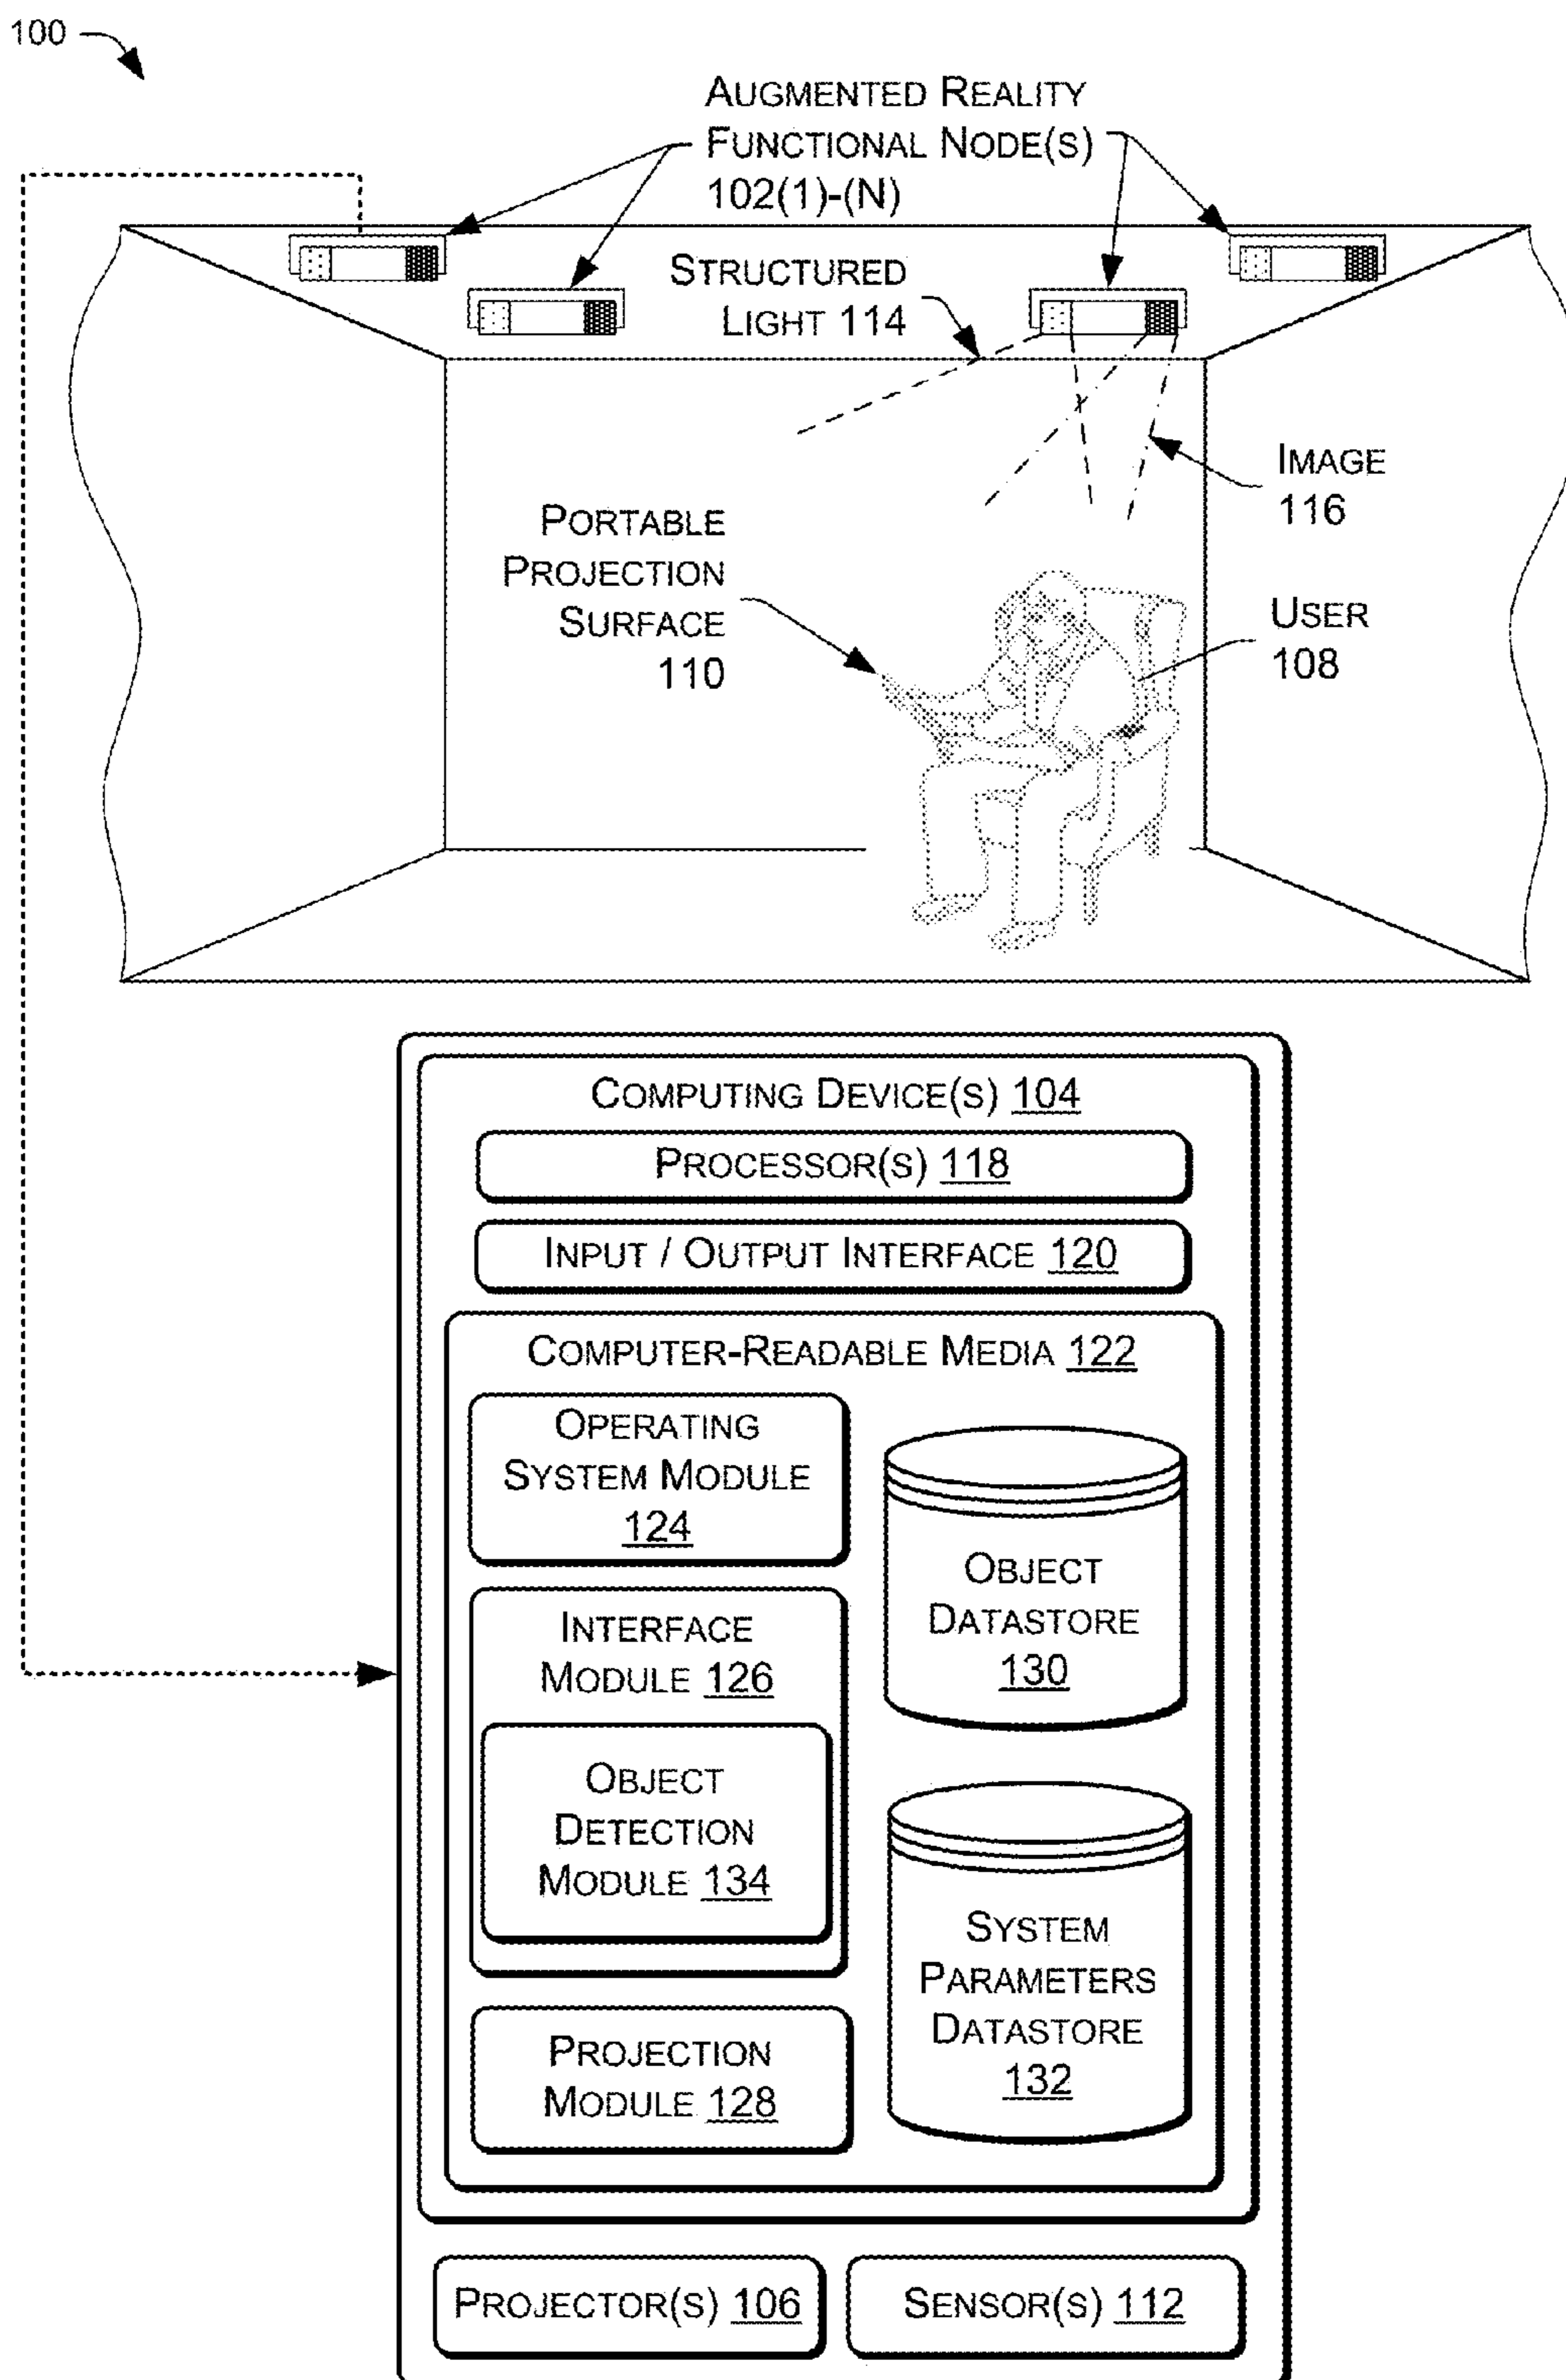 100
AUGMENTED REALITY
FUNCTIONAL NODE(S)
102(1)-(N)
STRUCTURED
LIGHT 114
IMAGE
116
PORTABLE
PROJECTION
SURFACE
110
USER
108
COMPUTING DEVICE(S) 104
PROCESSOR(S) 118
INPUT / OUTPUT INTERFACE 120
COMPUTER-READABLE MEDIA 122
OPERATING
SYSTEM MODULE
124
INTERFACE
MODULE 126
OBJECT
DETECTION
MODULE 134
PROJECTION
MODULE 128
OBJECT
DATASTORE
130
SYSTEM
PARAMETERS
DATASTORE
132
PROJECTOR(S) 106
SENSOR(S) 112